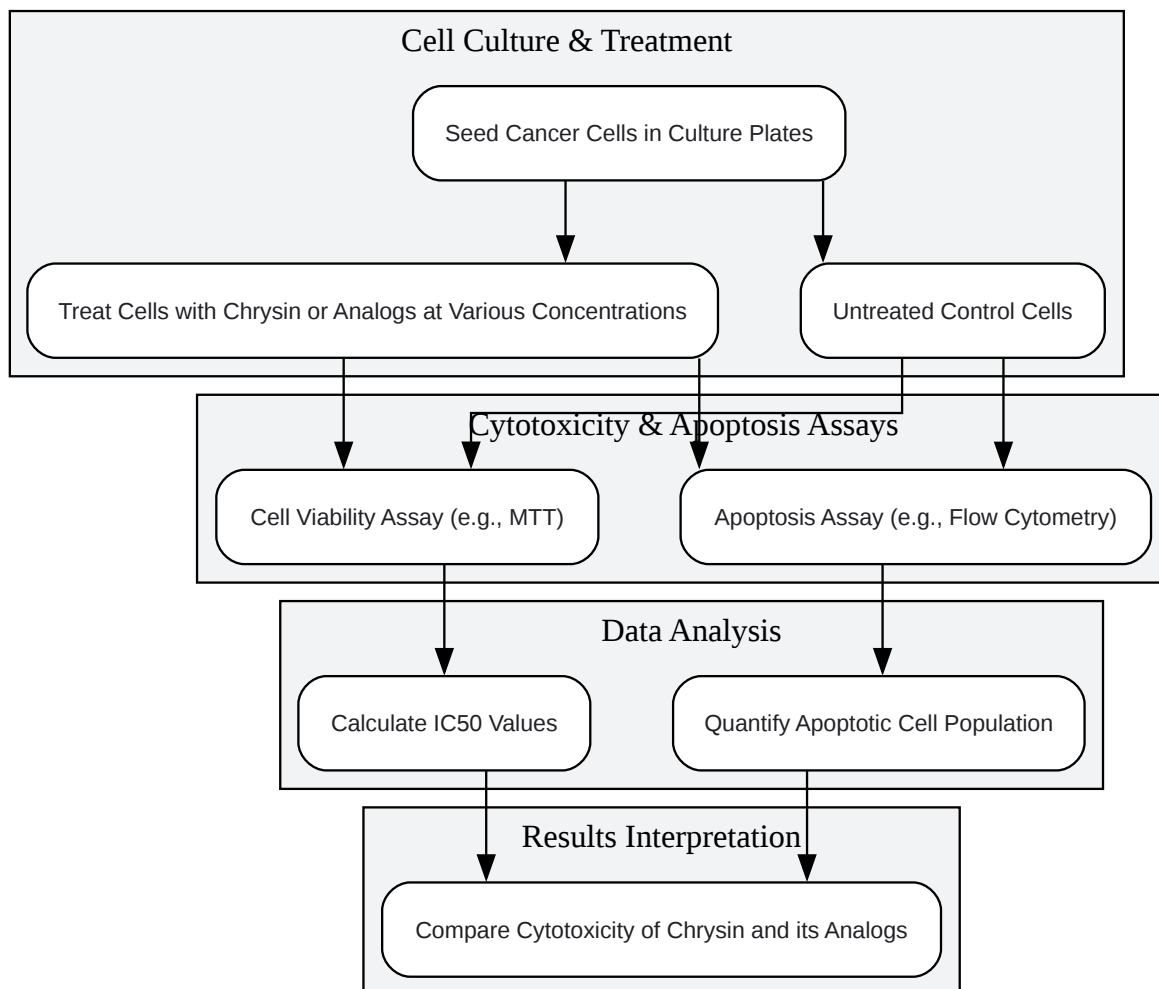 Cell Culture & Treatment
Seed Cancer Cells in Culture Plates
Treat Cells with Chrysin or Analogs at Various Concentrations
Untreated Control Cells
Cytotoxicity & Apoptosis Assays
Cell Viability Assay (e.g., MTT)
Apoptosis Assay (e.g., Flow Cytometry)
Data Analysis
Calculate IC50 Values
Quantify Apoptotic Cell Population
Results Interpretation
Compare Cytotoxicity of Chrysin and its Analogs